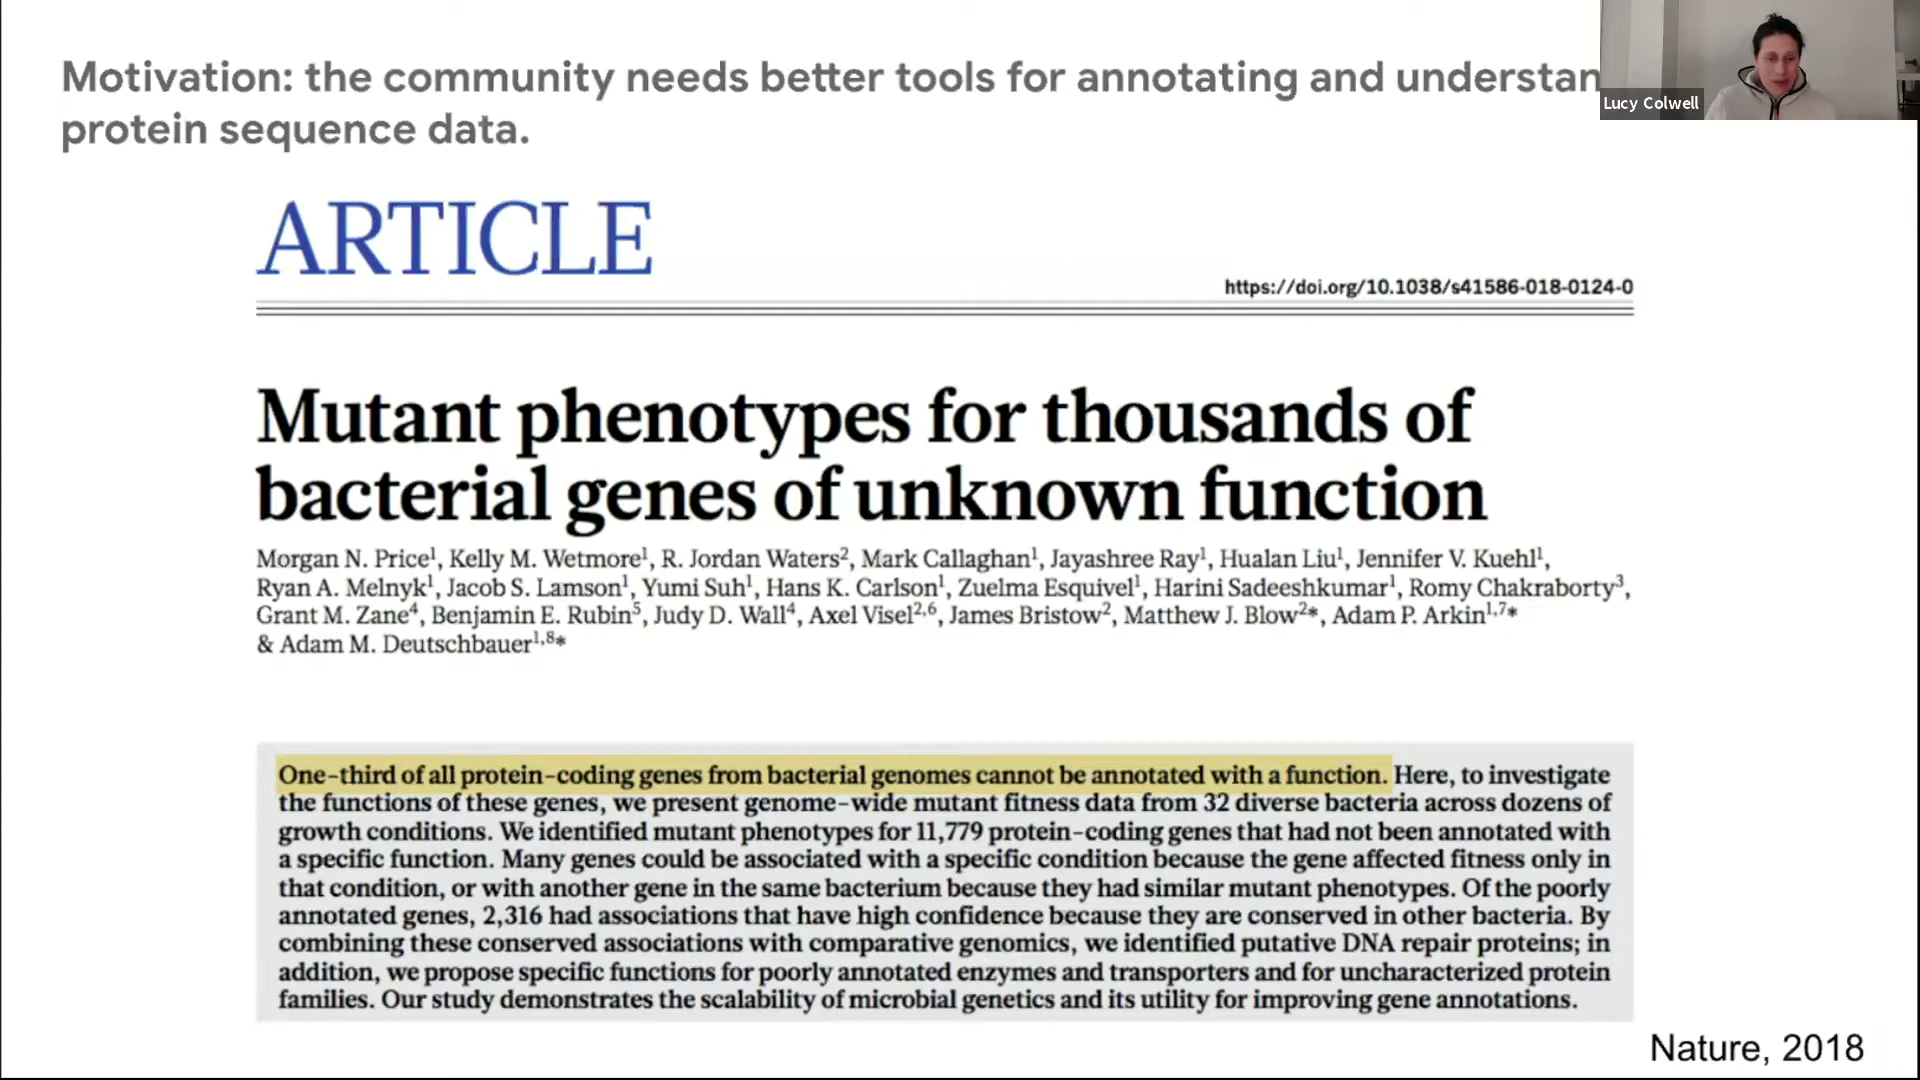 Motivation: the community needs better tools for annotating and understan
protein sequence data.
Lucy Colwell
ARTICLE
https://doi.org/10.1038/s41586-018-0124-0
Mutant phenotypes for thousands of
bacterial genes of unknown function
Morgan N. Price¹, Kelly M. Wetmore¹, R. Jordan Waters², Mark Callaghan¹, Jayashree Ray¹, Hualan Liu¹, Jennifer V. Kuehl¹,
Ryan A. Melnyk¹, Jacob S. Lamson¹, Yumi Suh¹, Hans K. Carlson¹, Zuelma Esquivel¹, Harini Sadeeshkumar¹, Romy Chakraborty³,
Grant M. Zane⁴, Benjamin E. Rubin⁵, Judy D. Wall⁴, Axel Visel²,⁶, James Bristow², Matthew J. Blow²*, Adam P. Arkin¹,⁷*
& Adam M. Deutschbauer¹,⁸*
One-third of all protein-coding genes from bacterial genomes cannot be annotated with a function. Here, to investigate
the functions of these genes, we present genome-wide mutant fitness data from 32 diverse bacteria across dozens of
growth conditions. We identified mutant phenotypes for 11,779 protein-coding genes that had not been annotated with
a specific function. Many genes could be associated with a specific condition because the gene affected fitness only in
that condition, or with another gene in the same bacterium because they had similar mutant phenotypes. Of the poorly
annotated genes, 2,316 had associations that have high confidence because they are conserved in other bacteria. By
combining these conserved associations with comparative genomics, we identified putative DNA repair proteins; in
addition, we propose specific functions for poorly annotated enzymes and transporters and for uncharacterized protein
families. Our study demonstrates the scalability of microbial genetics and its utility for improving gene annotations.
Nature, 2018